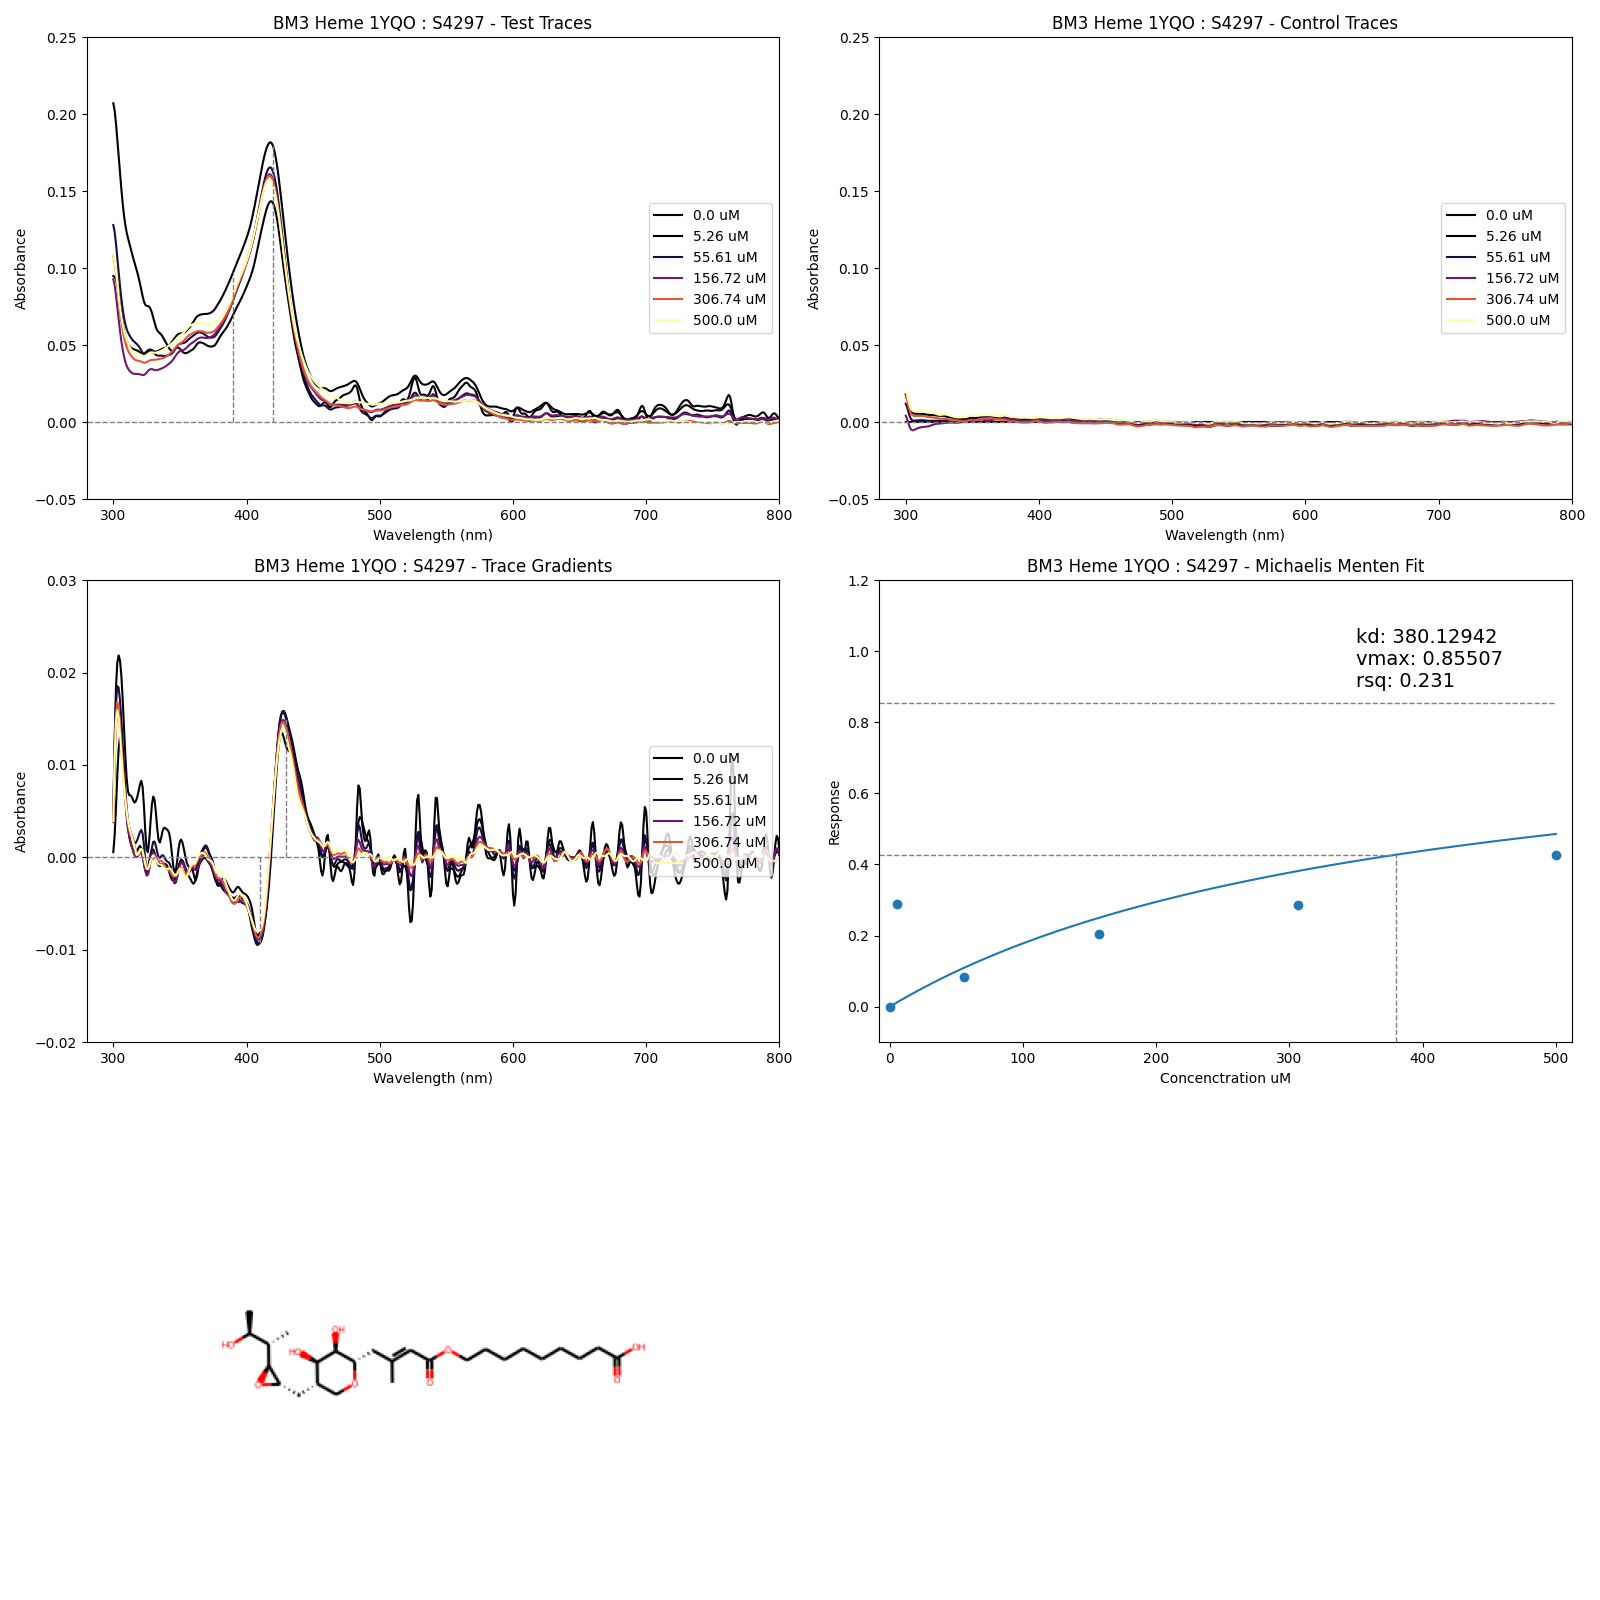 BM3 Heme 1YQO : S4297 - Test Traces
Absorbance
0.25
0.20
0.15
0.10
0.05
0.00
−0.05
300 400 500 600 700 800
Wavelength (nm)
0.0 uM
5.26 uM
55.61 uM
156.72 uM
306.74 uM
500.0 uM
BM3 Heme 1YQO : S4297 - Control Traces
Absorbance
0.25
0.20
0.15
0.10
0.05
0.00
−0.05
300 400 500 600 700 800
Wavelength (nm)
0.0 uM
5.26 uM
55.61 uM
156.72 uM
306.74 uM
500.0 uM
BM3 Heme 1YQO : S4297 - Trace Gradients
Absorbance
0.03
0.02
0.01
0.00
−0.01
−0.02
300 400 500 600 700 800
Wavelength (nm)
0.0 uM
5.26 uM
55.61 uM
156.72 uM
306.74 uM
500.0 uM
BM3 Heme 1YQO : S4297 - Michaelis Menten Fit
Response
1.2
1.0
0.8
0.6
0.4
0.2
0.0
0 100 200 300 400 500
Concenctration uM
kd: 380.12942
vmax: 0.85507
rsq: 0.231
HO
O
HO
OH
O
O
O
O
OH